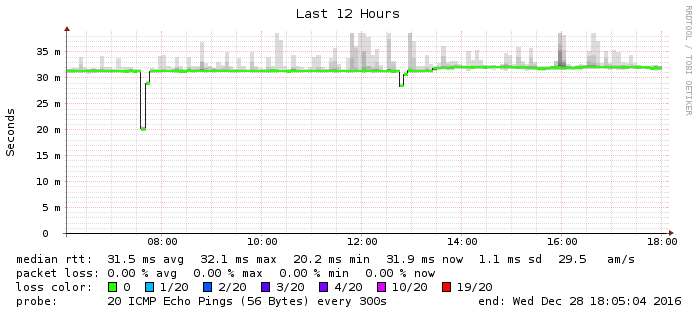 Last 12 Hours
RRDTOOL / TOBI OETIKER
Seconds
35 m
30 m
25 m
20 m
15 m
10 m
5 m
0
08:00 10:00 12:00 14:00 16:00 18:00
median rtt: 31.5 ms avg 32.1 ms max 20.2 ms min 31.9 ms now 1.1 ms sd 29.5 am/s
packet loss: 0.00 % avg 0.00 % max 0.00 % min 0.00 % now
loss color: 0 1/20 2/20 3/20 4/20 10/20 19/20
probe: 20 ICMP Echo Pings (56 Bytes) every 300s end: Wed Dec 28 18:05:04 2016